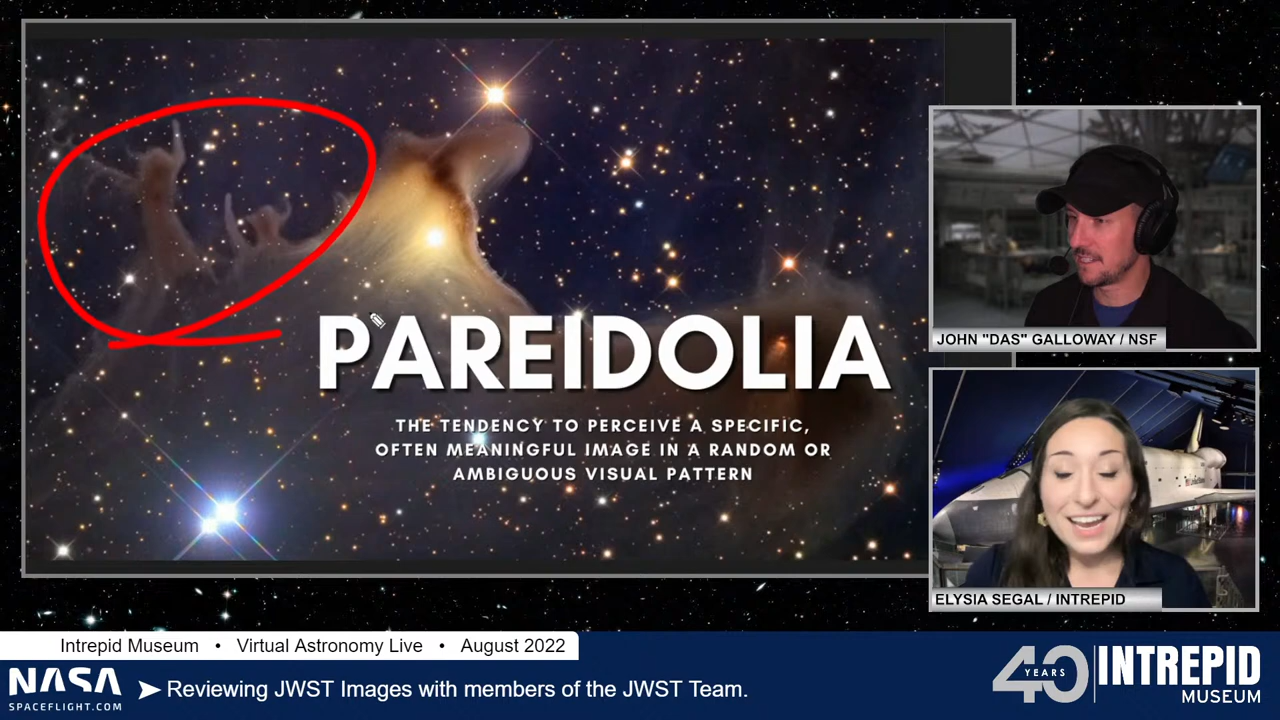 PAREIDOLIA
THE TENDENCY TO PERCEIVE A SPECIFIC,
OFTEN MEANINGFUL IMAGE IN A RANDOM OR
AMBIGUOUS VISUAL PATTERN
JOHN "DAS" GALLOWAY / NSF
ELYSIA SEGAL / INTREPID
Intrepid Museum • Virtual Astronomy Live • August 2022
NASA
SPACEFLIGHT.COM
Reviewing JWST Images with members of the JWST Team.
40
YEARS
INTREPID
MUSEUM